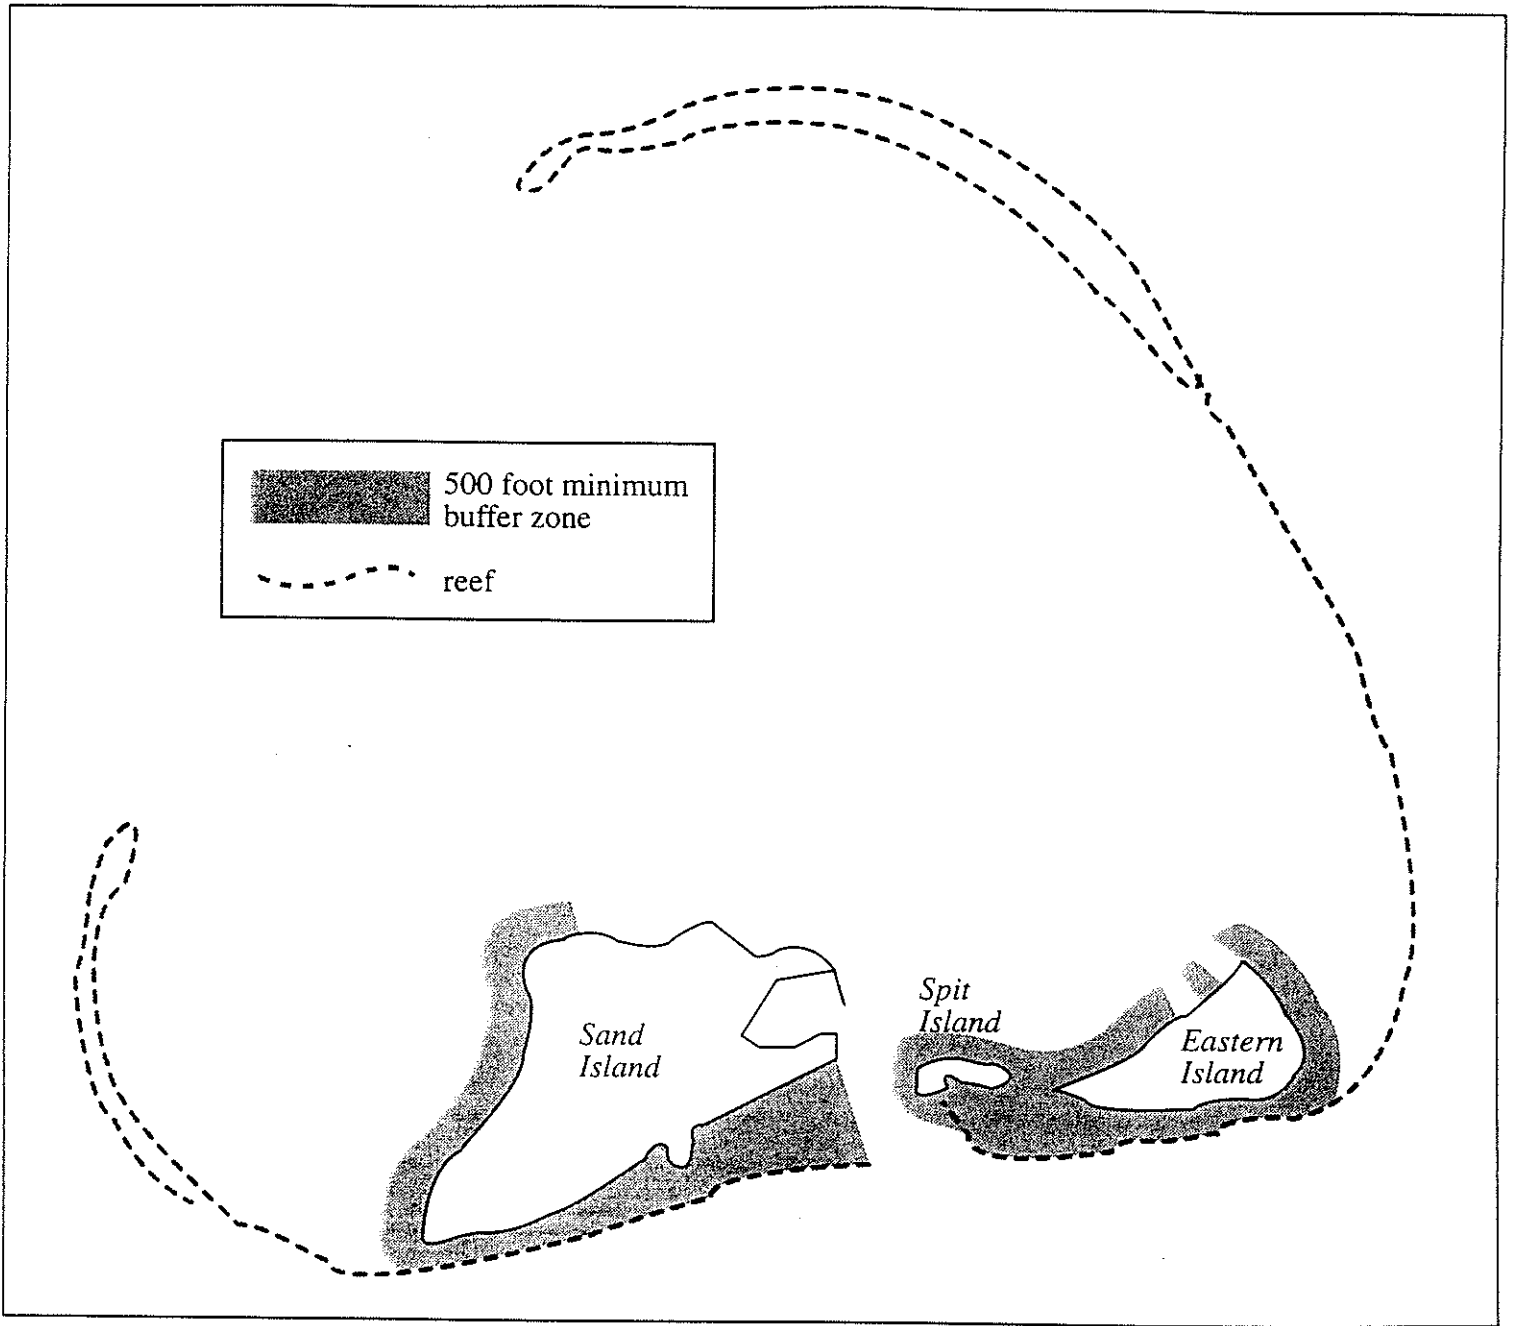 500 foot minimum
buffer zone
reef
Spit
Island
Sand
Island
Eastern
Island